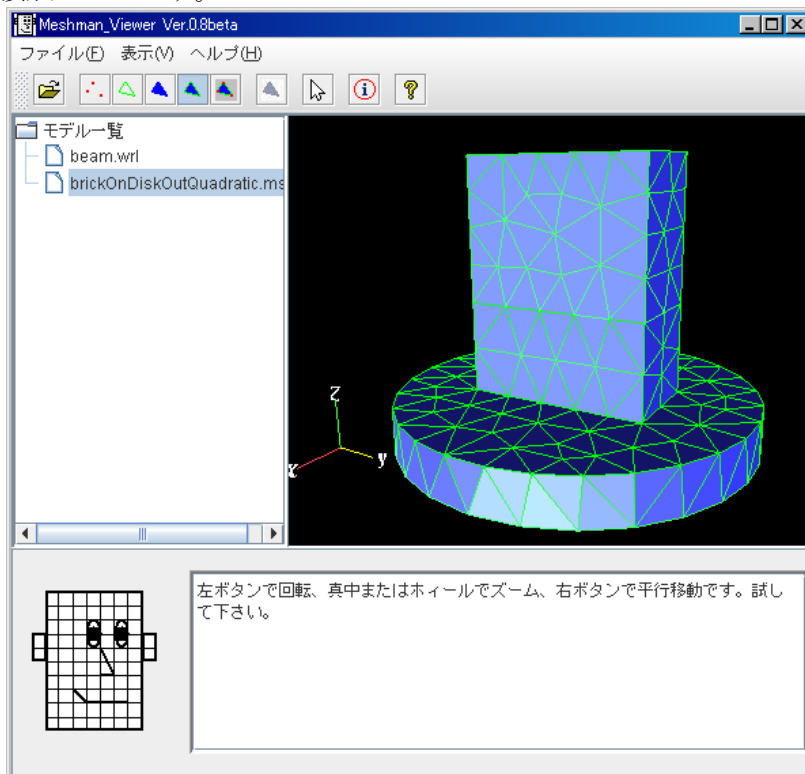 Meshman_Viewer Ver.0.8beta
ファイル(F) 表示(V) ヘルプ(H)
モデル一覧
beam.wrl
brickOnDiskOutQuadratic.ms
Z
X
y
左ボタンで回転、真中またはホィールでズーム、右ボタンで平行移動です。試し
て下さい。